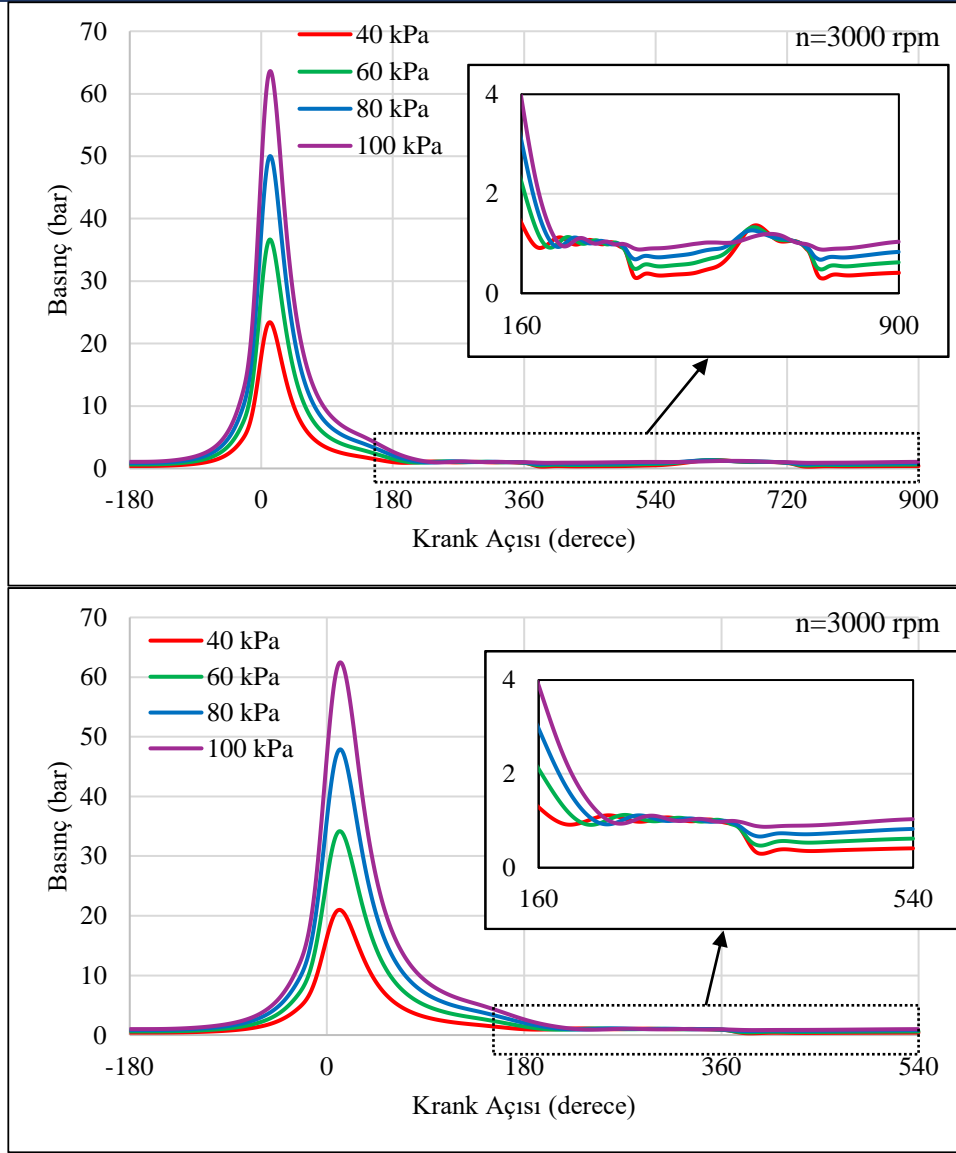 70
60
50
40
30
20
10
0
Basınç (bar)
40 kPa
60 kPa
80 kPa
100 kPa
n=3000 rpm
4
2
0
160
900
-180
0
180
360
540
720
900
Krank Açısı (derece)
70
60
50
40
30
20
10
0
Basınç (bar)
40 kPa
60 kPa
80 kPa
100 kPa
n=3000 rpm
4
2
0
160
540
-180
0
180
360
540
Krank Açısı (derece)